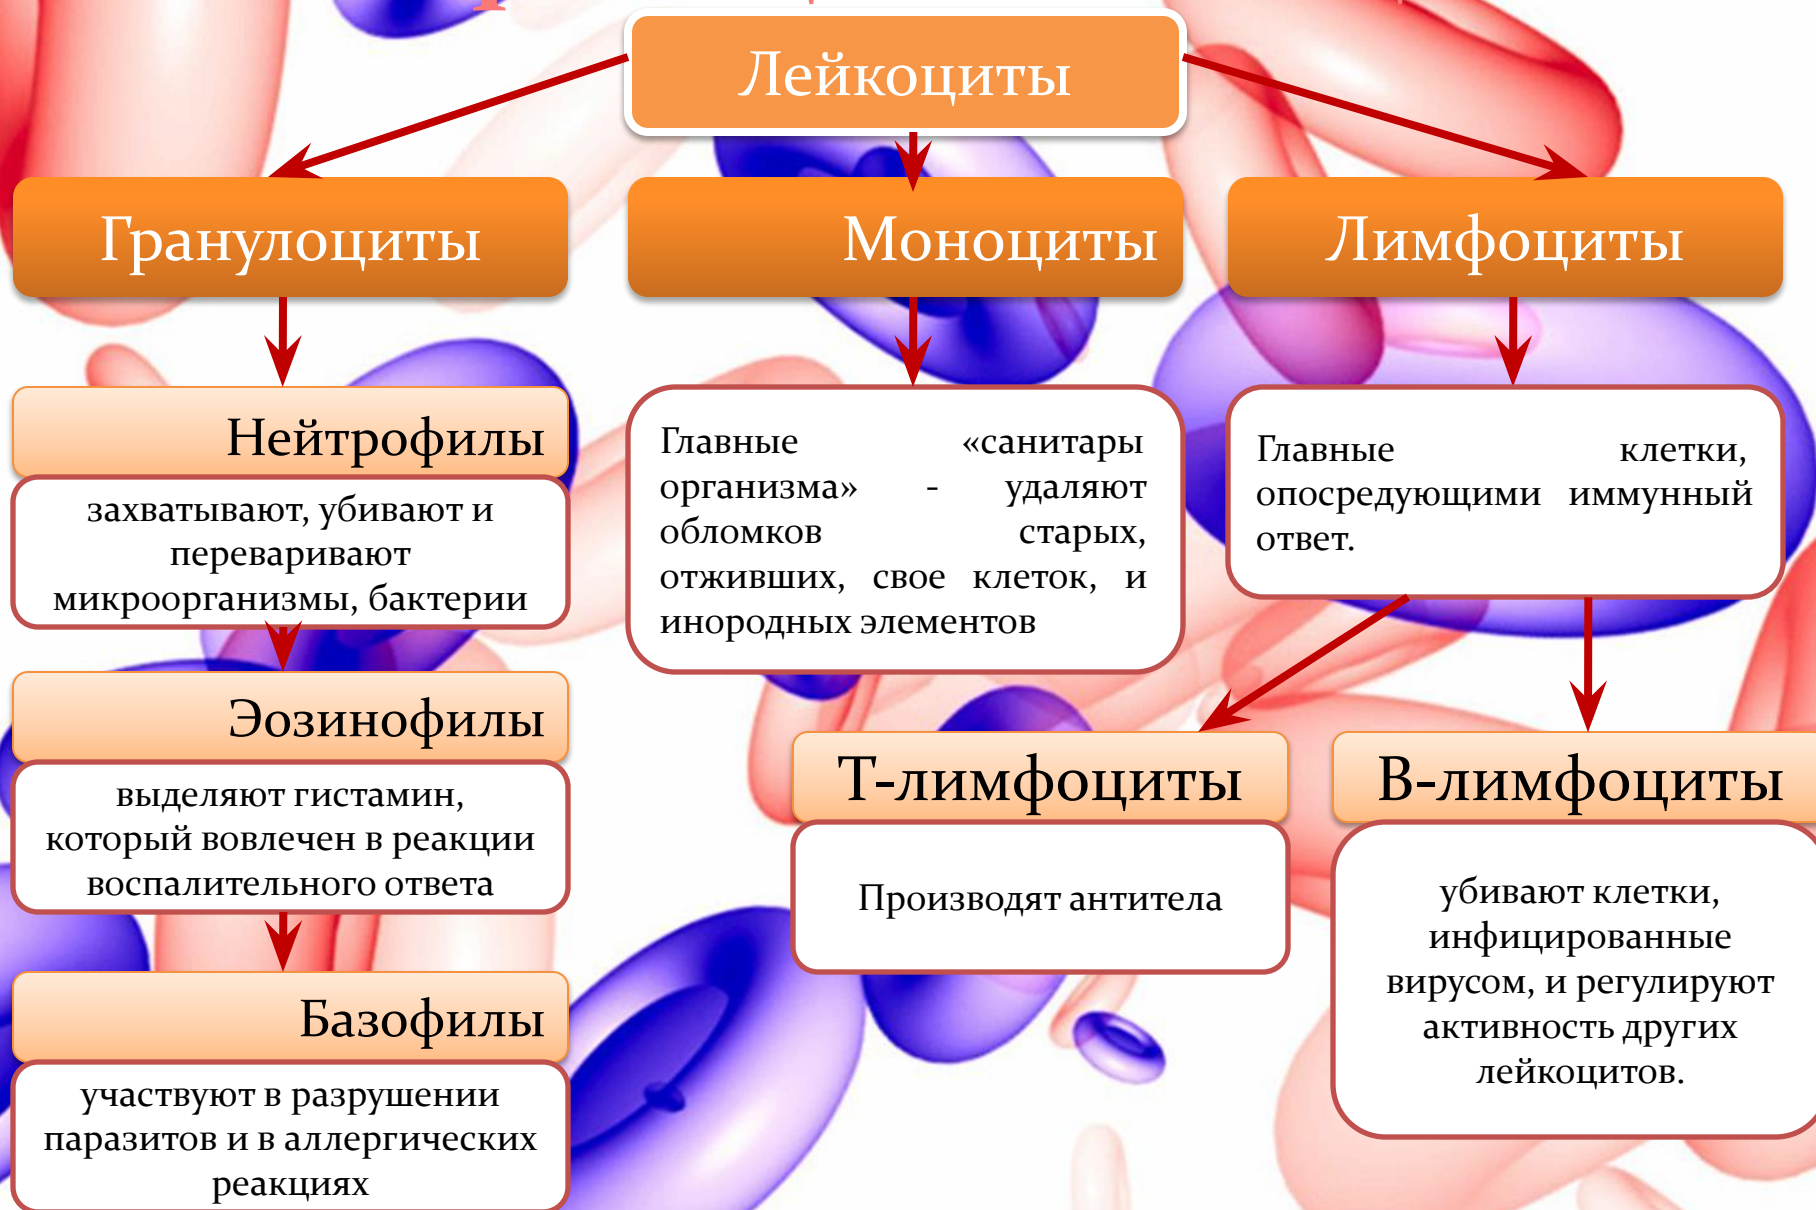 Лейкоциты
Гранулоциты
Моноциты
Лимфоциты
Нейтрофилы
захватывают, убивают и
переваривают
микроорганизмы, бактерии
Эозинофилы
выделяют гистамин,
который вовлечен в реакции
воспалительного ответа
Базофилы
участвуют в разрушении
паразитов и в аллергических
реакциях
Главные «санитары
организма» - удаляют
обломков старых,
отживших, свое клеток, и
инородных элементов
Главные клетки,
опосредующими иммунный
ответ.
Т-лимфоциты
Производят антитела
В-лимфоциты
убивают клетки,
инфицированные
вирусом, и регулируют
активность других
лейкоцитов.